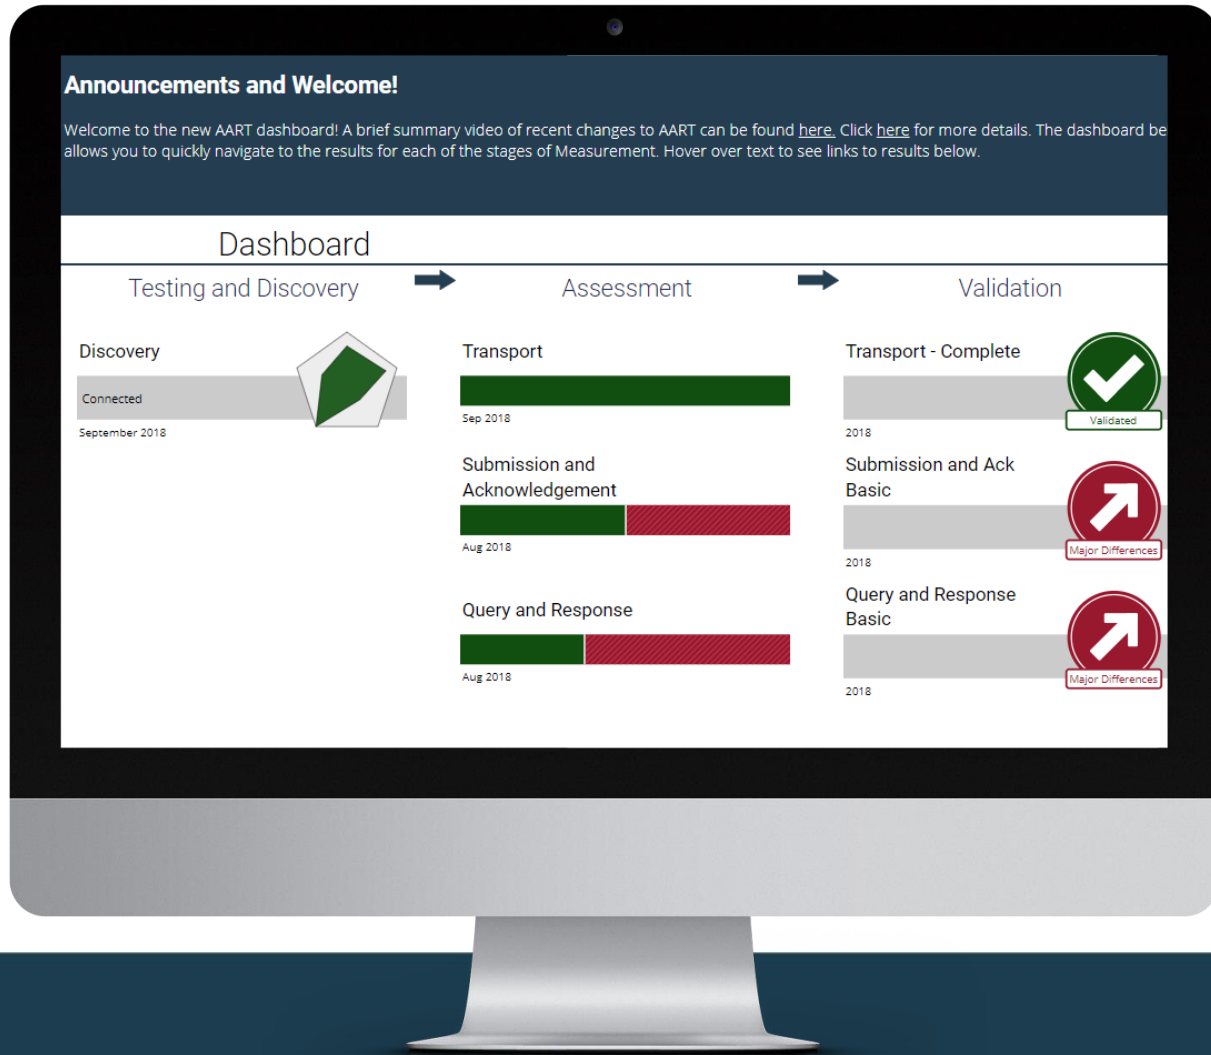 Announcements and Welcome!
Welcome to the new AART dashboard! A brief summary video of recent changes to AART can be found here. Click here for more details. The dashboard be
allows you to quickly navigate to the results for each of the stages of Measurement. Hover over text to see links to results below.
Dashboard
Testing and Discovery
Assessment
Validation
Discovery
Connected
September 2018
Transport
Sep 2018
Submission and
Acknowledgement
Aug 2018
Query and Response
Aug 2018
Transport - Complete
Validated
2018
Submission and Ack
Basic
Major Differences
2018
Query and Response
Basic
Major Differences
2018